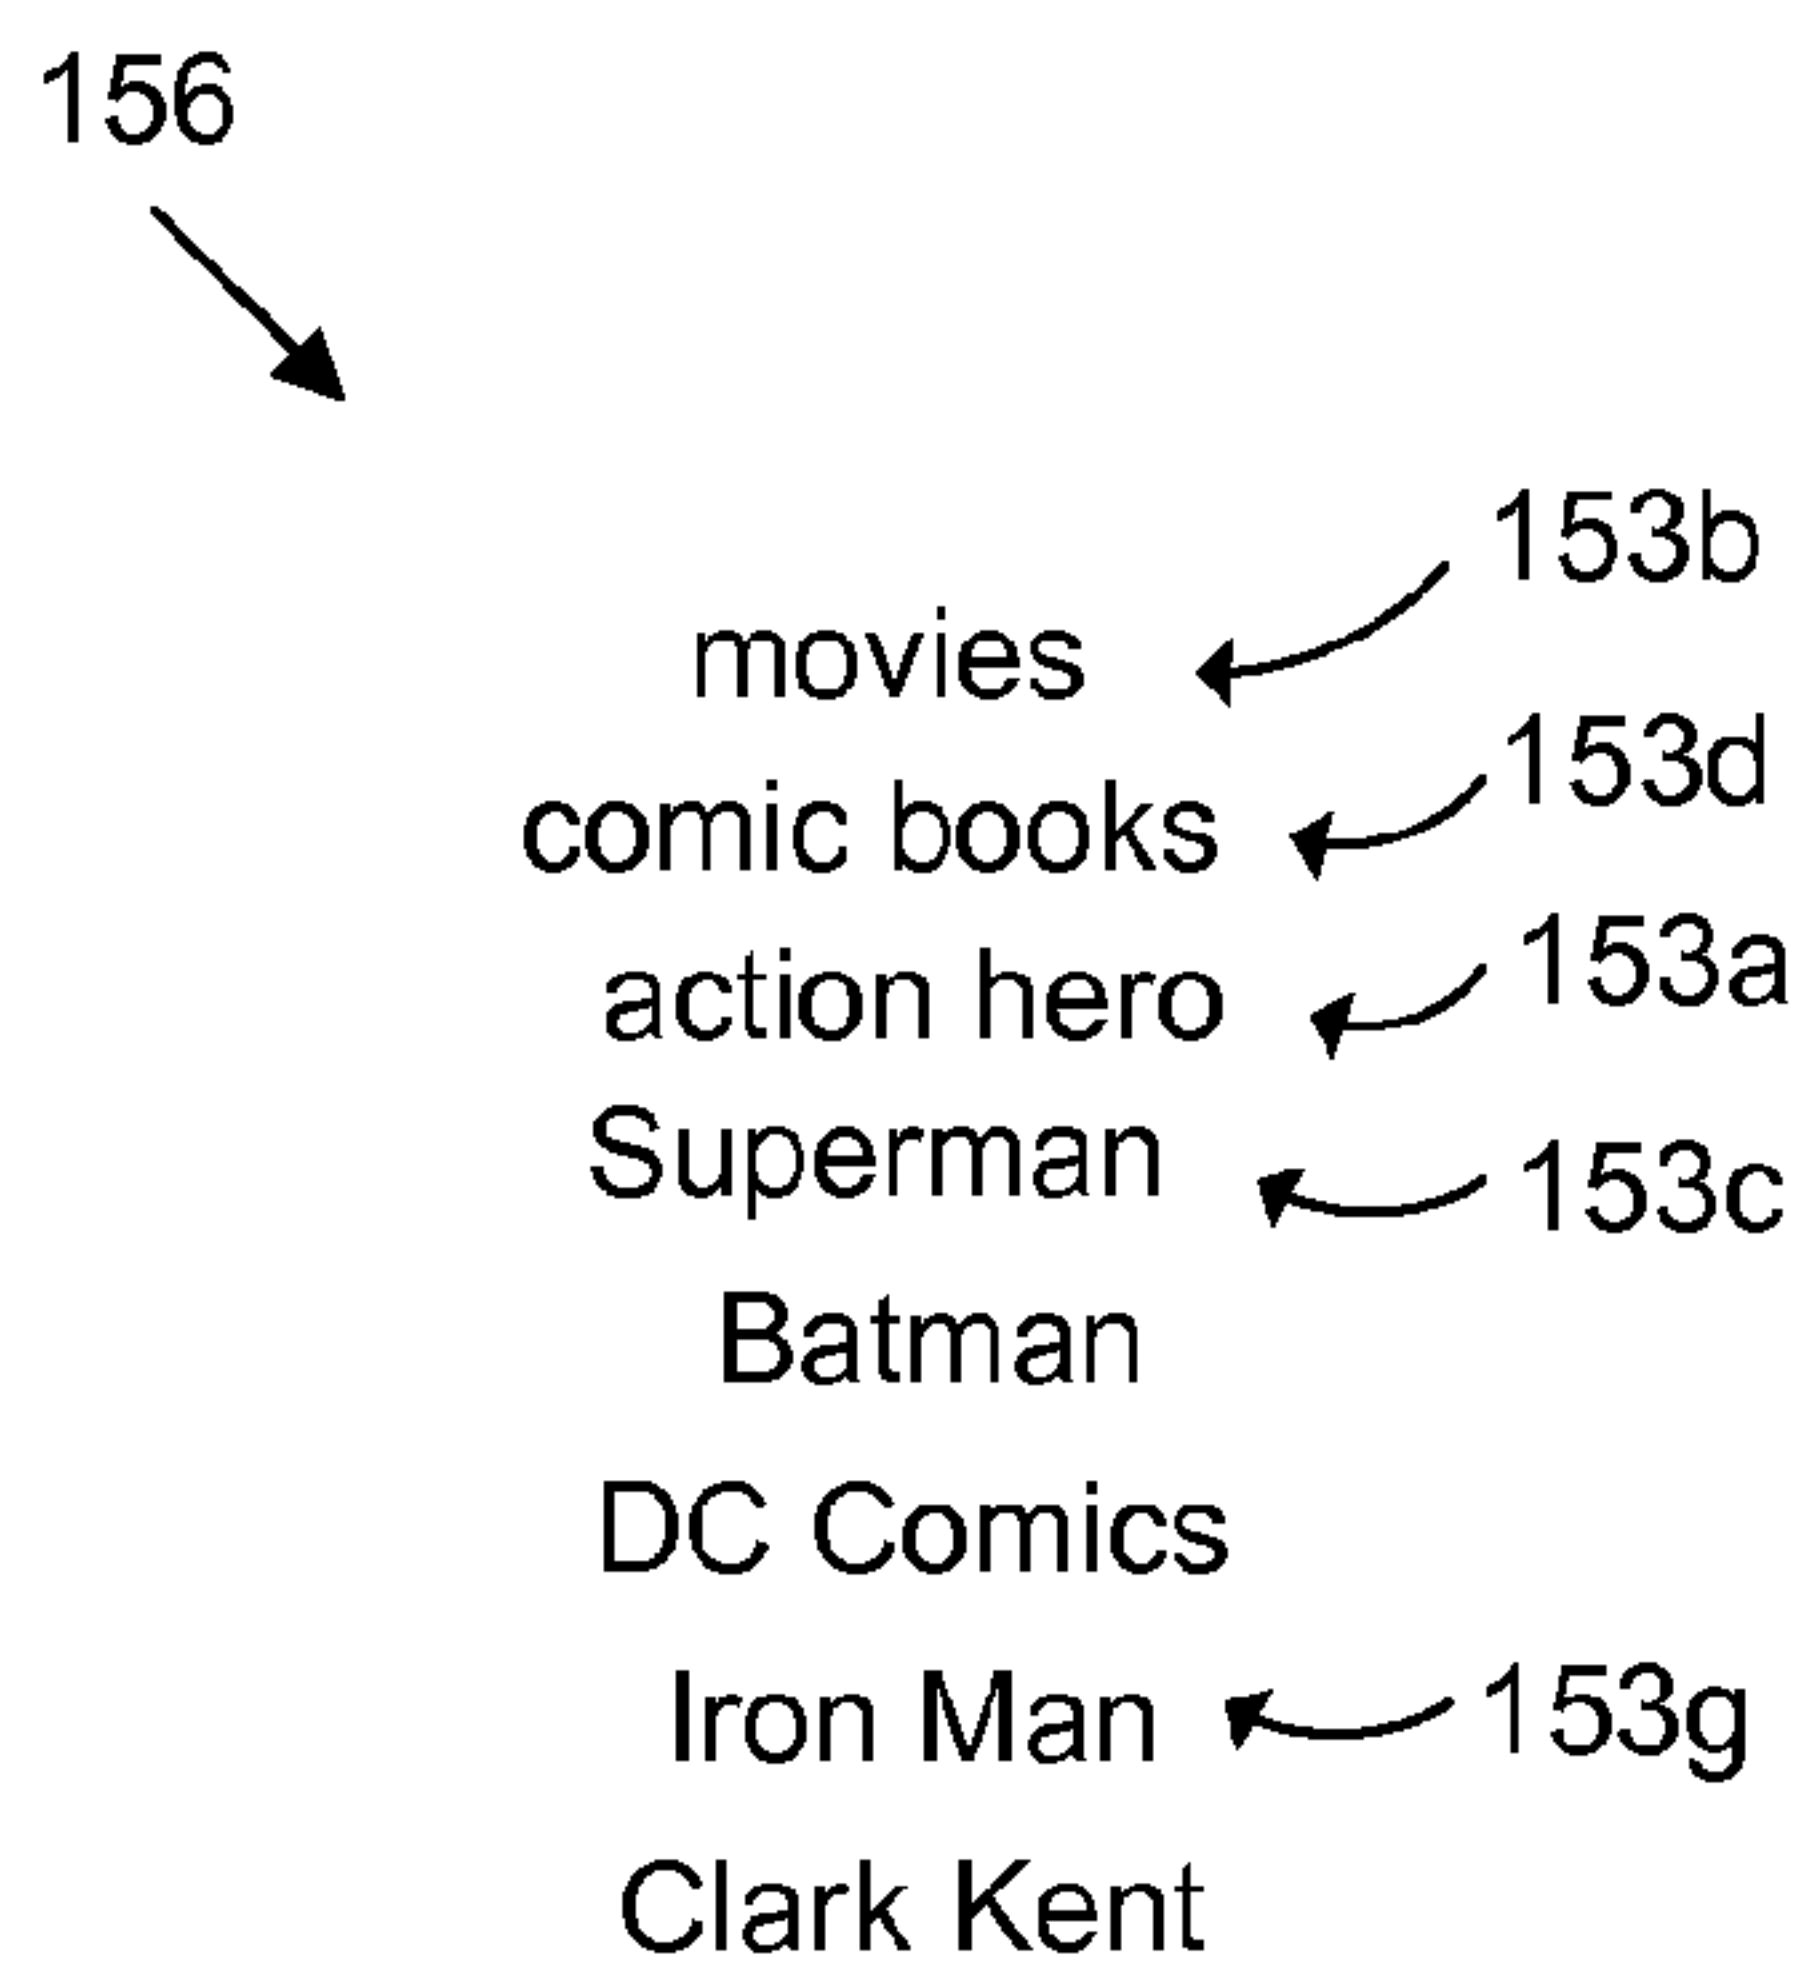 156
153b
movies
153d
comic books
153a
action hero
Superman
153c
Batman
DC Comics
Iron Man
153g
Clark Kent